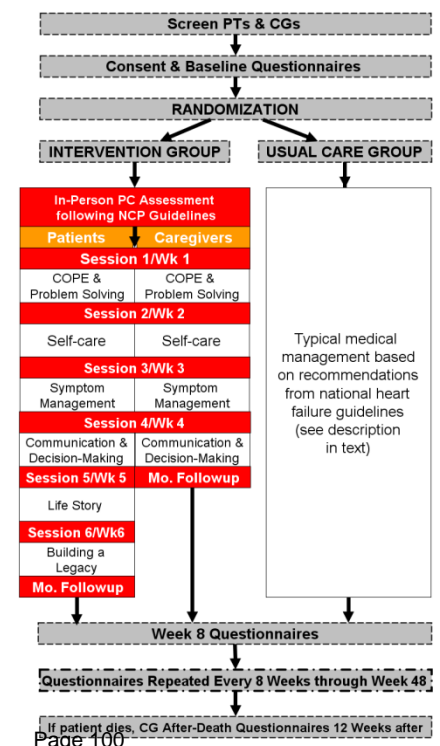 Screen PTs & CGs
Consent & Baseline Questionnaires
RANDOMIZATION
INTERVENTION GROUP
USUAL CARE GROUP
In-Person PC Assessment
following NCP Guidelines
Patients
Caregivers
Session 1/Wk 1
COPE &
Problem Solving
COPE &
Problem Solving
Session 2/Wk 2
Self-care
Self-care
Session 3/Wk 3
Symptom
Management
Symptom
Management
Session 4/Wk 4
Communication &
Decision-Making
Communication &
Decision-Making
Session 5/Wk 5
Mo. Followup
Life Story
Session 6/Wk6
Building a
Legacy
Mo. Followup
Typical medical
management based
on recommendations
from national heart
failure guidelines
(see description
in text)
Week 8 Questionnaires
Questionnaires Repeated Every 8 Weeks through Week 48
If patient dies, CG After-Death Questionnaires 12 Weeks after
Page 100